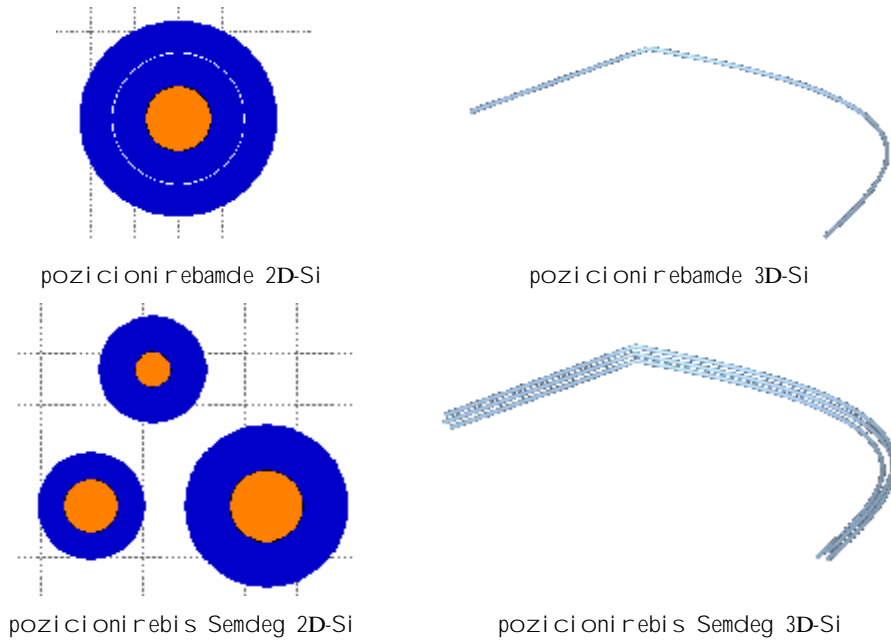 pozicionirebamde 2D-Si
pozicionirebamde 3D-Si
pozicionirebis Semdeg 2D-Si
pozicionirebis Semdeg 3D-Si